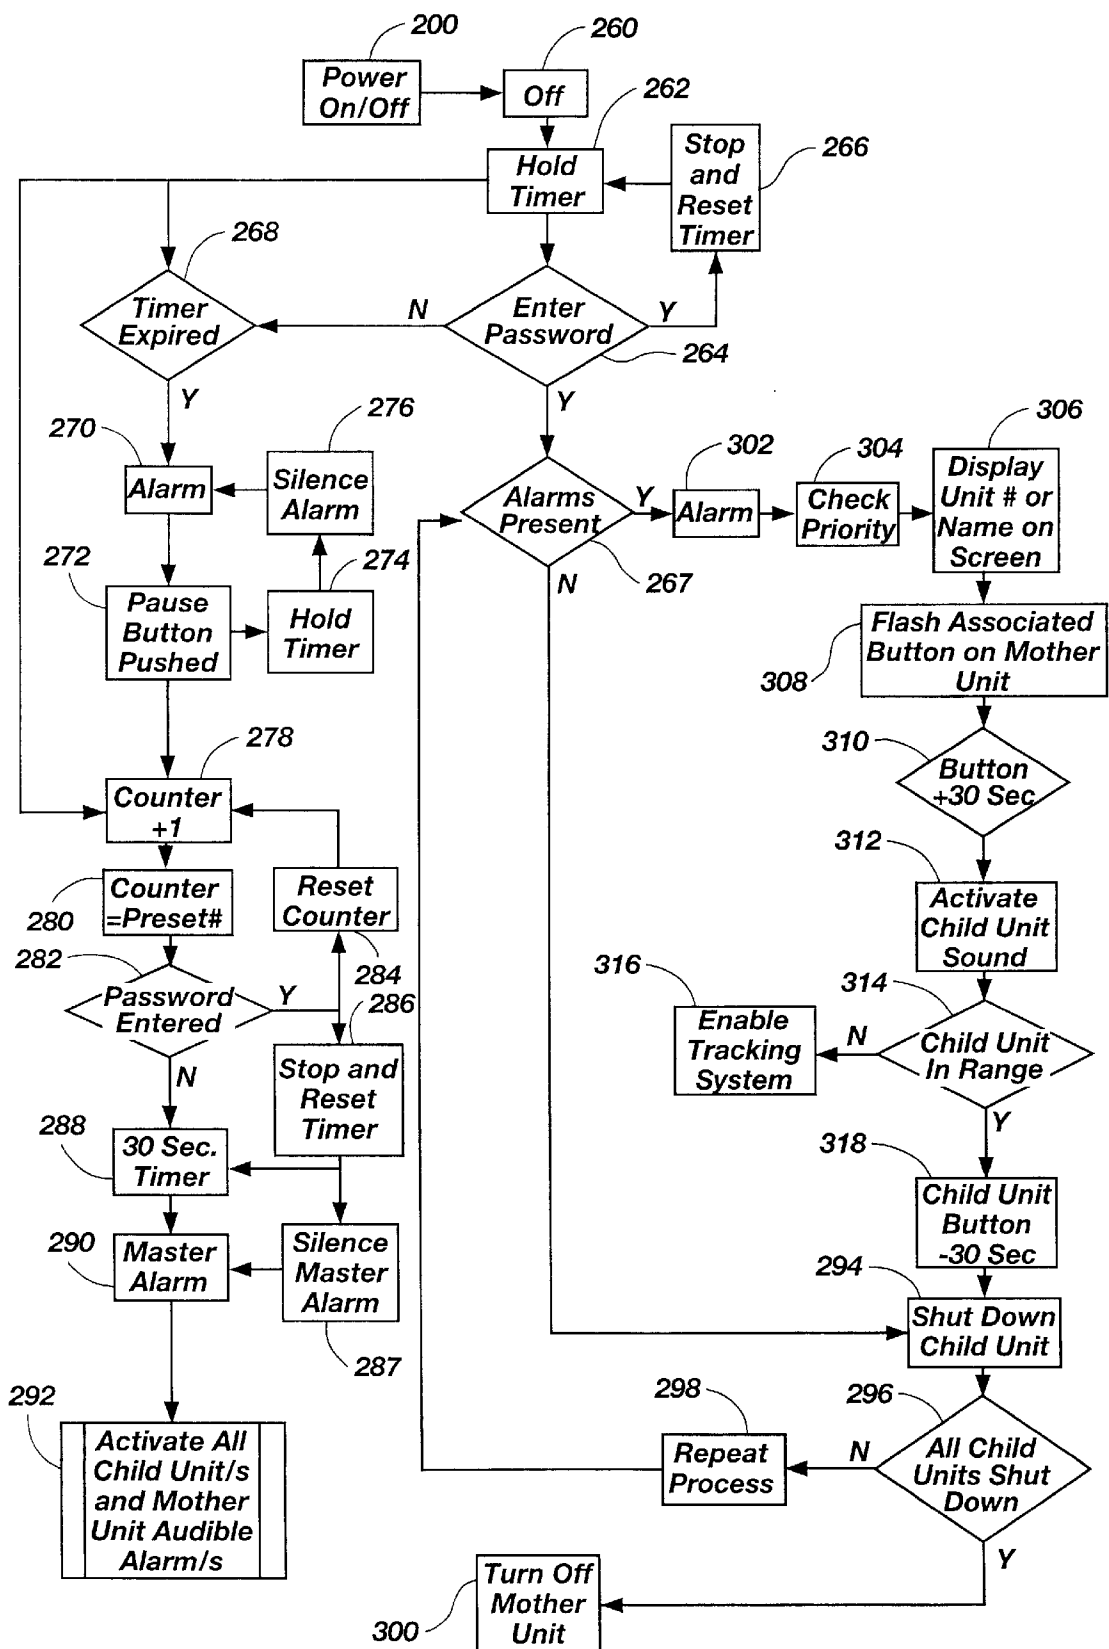 200
Power
On/Off
260
Off
262
Hold
Timer
Stop
and
Reset
Timer
266
268
Timer
Expired
N
Enter
Password
Y
264
Y
Y
270
Alarm
276
Silence
Alarm
272
Pause
Button
Pushed
274
Hold
Timer
Alarms
Present
Y
267
N
302
Alarm
304
Check
Priority
306
Display
Unit # or
Name on
Screen
Flash Associated
Button on Mother
Unit
308
310
Button
+30 Sec
278
Counter
+1
280
Counter
=Preset#
Reset
Counter
284
282
Password
Entered
Y
N
286
Stop and
Reset
Timer
288
30 Sec.
Timer
290
Master
Alarm
Silence
Master
Alarm
287
292
Activate All
Child Unit/s
and Mother
Unit Audible
Alarm/s
312
Activate
Child Unit
Sound
314
Child Unit
In Range
N
316
Enable
Tracking
System
Y
318
Child Unit
Button
-30 Sec
294
Shut Down
Child Unit
296
All Child
Units Shut
Down
N
298
Repeat
Process
Y
Turn Off
Mother
Unit
300